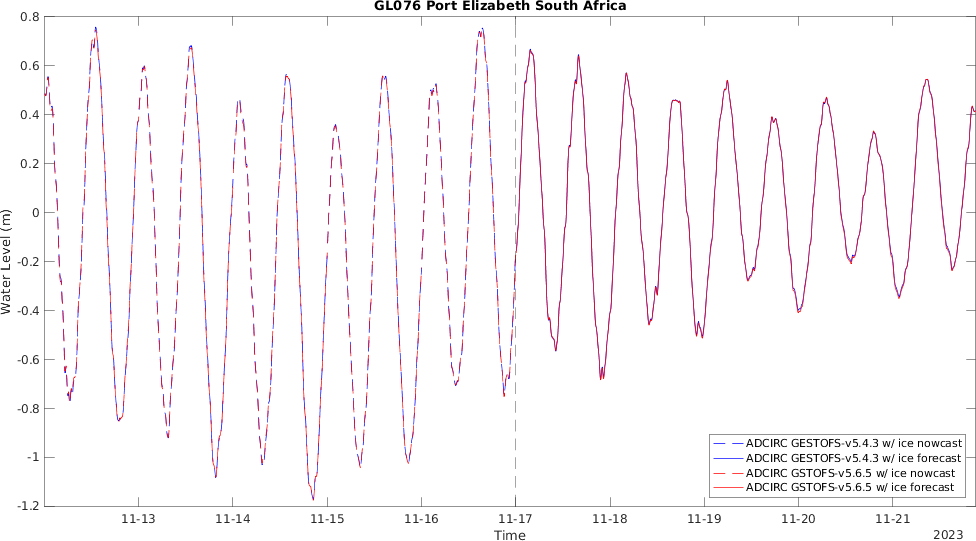 GL076 Port Elizabeth South Africa
0.8
0.6
0.4
0.2
0
-0.2
-0.4
-0.6
-0.8
-1
-1.2
Water Level (m)
ADCIRC GESTOFS-v5.4.3 w/ ice nowcast
ADCIRC GESTOFS-v5.4.3 w/ ice forecast
ADCIRC GSTOFS-v5.6.5 w/ ice nowcast
ADCIRC GSTOFS-v5.6.5 w/ ice forecast
11-13 11-14 11-15 11-16 11-17 11-18 11-19 11-20 11-21
Time
2023